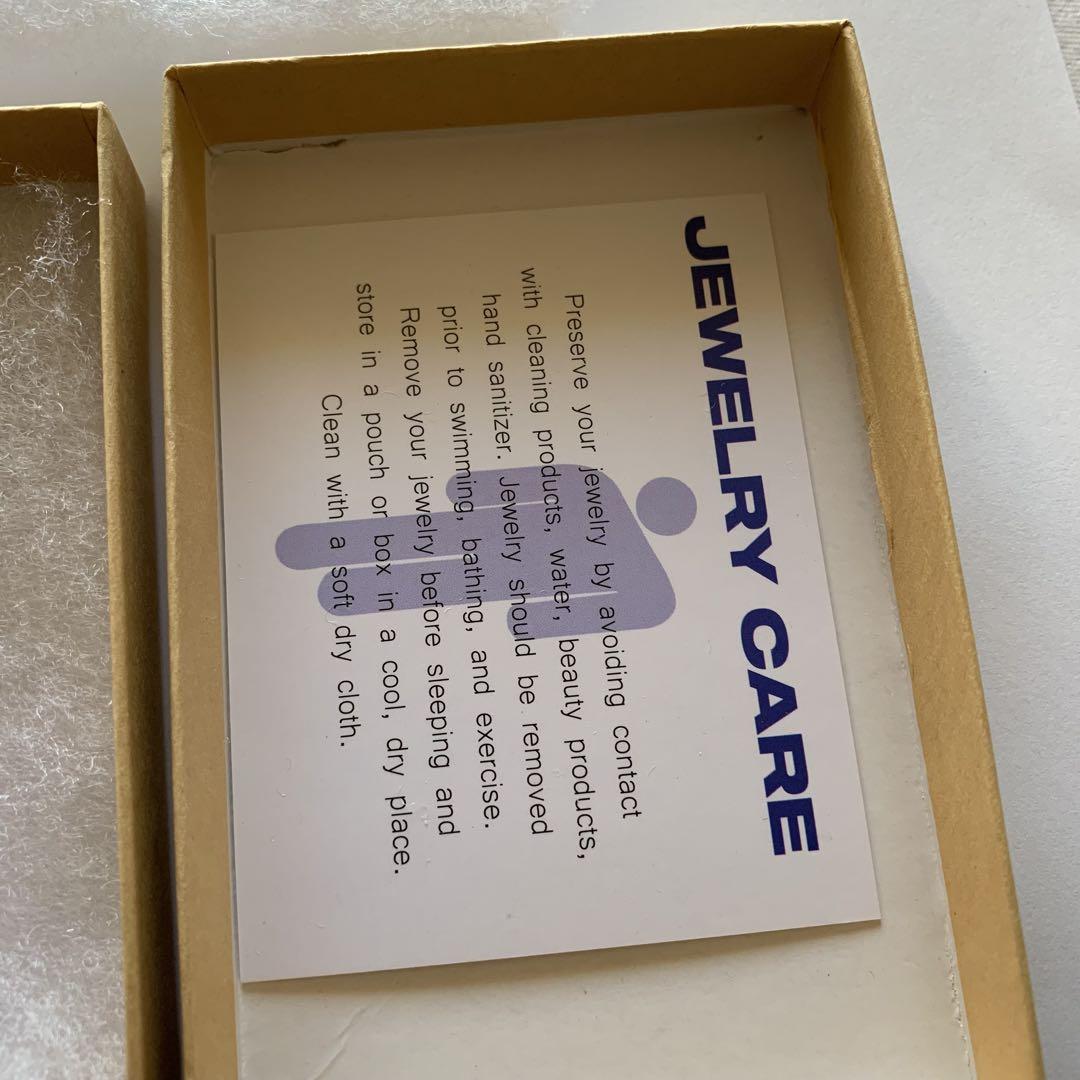 JEWELRY CARE
Preserve your jewelry by avoiding contact
with cleaning products, water, beauty products,
hand sanitizer. Jewelry should be removed
prior to swimming, bathing, and exercise.
Remove your jewelry before sleeping and
store in a pouch or box in a cool, dry place.
Clean with a soft dry cloth.